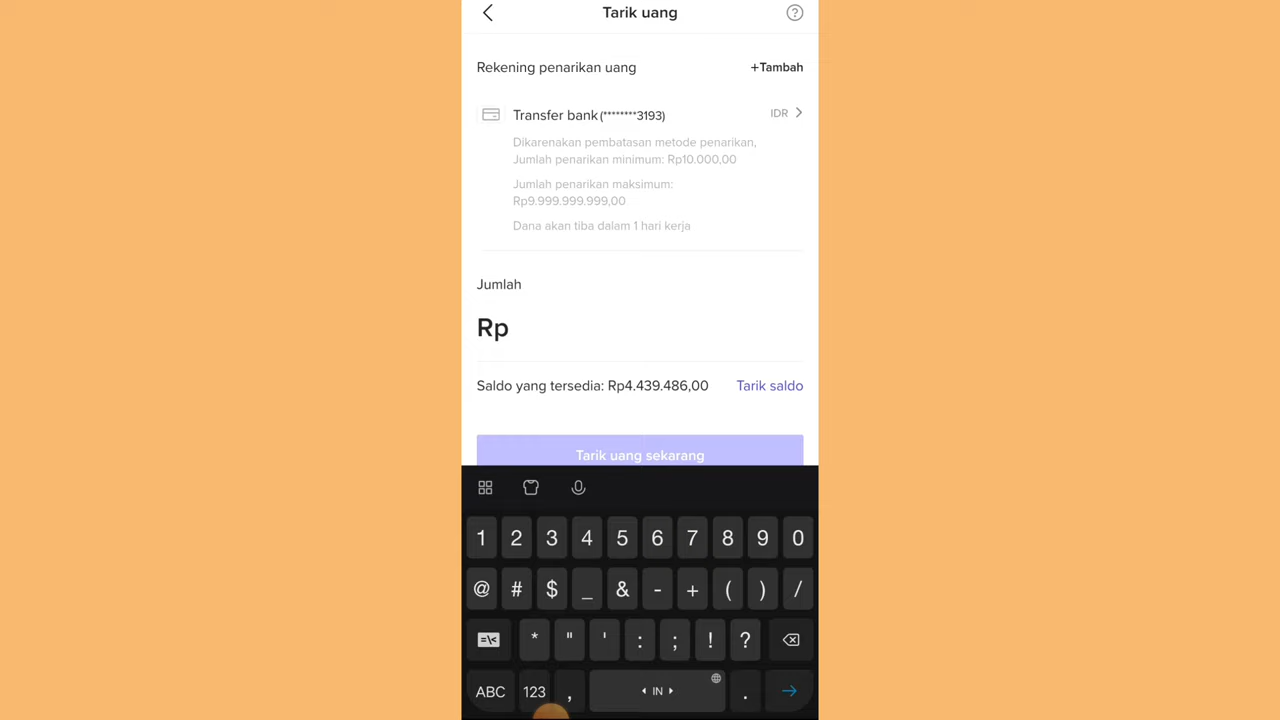 Tarik uang
Rekening penarikan uang +Tambah
Transfer bank(********3193) IDR
Dikarenakan pembatasan metode penarikan,
Jumlah penarikan minimum: Rp10.000,00
Jumlah penarikan maksimum:
Rp9.999.999.999,00
Dana akan tiba dalam 1 hari kerja
Jumlah
Rp
Saldo yang tersedia: Rp4.439.486,00 Tarik saldo
Tarik uang sekarang
1 2 3 4 5 6 7 8 9 0
@ # $ _ & - + ( ) /
=\< * " ' : ; ! ?
ABC 123 , IN .